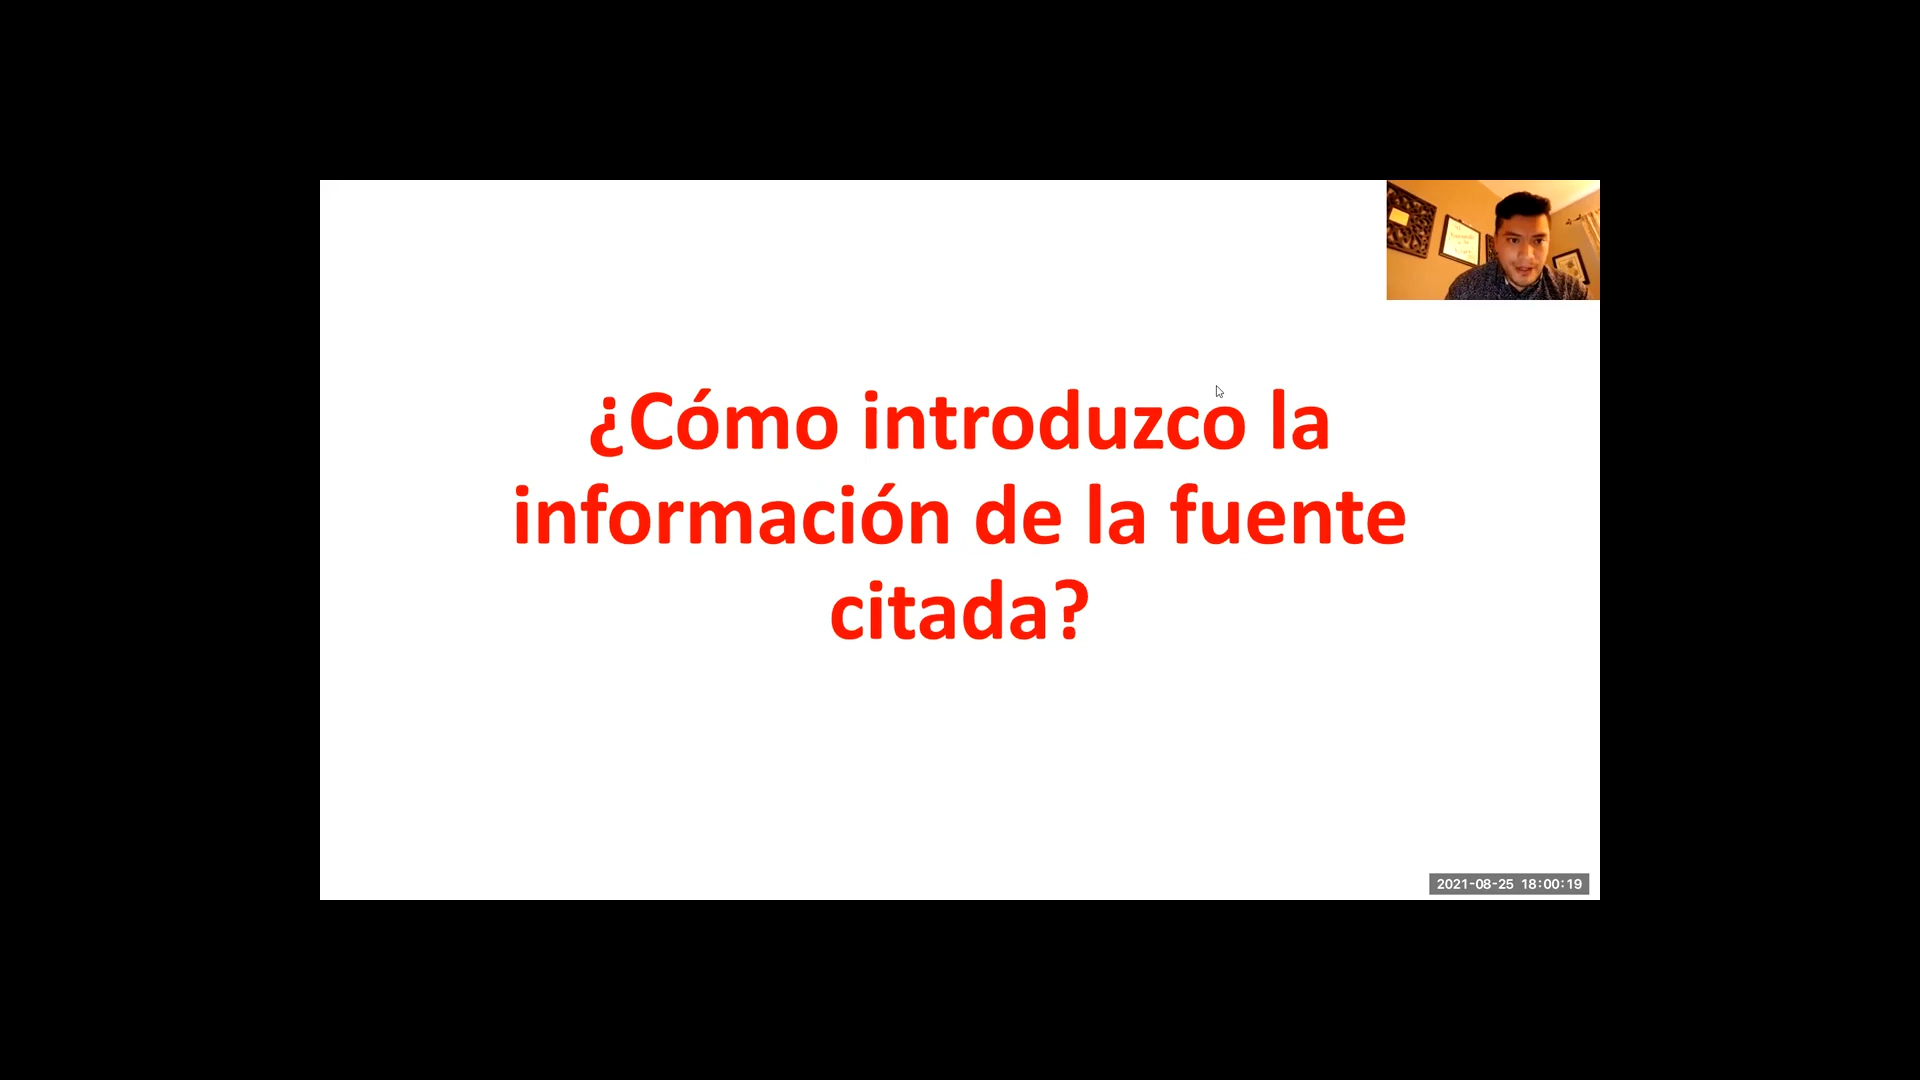 ¿Cómo introduzco la
información de la fuente
citada?
2021-08-25 18:00:19